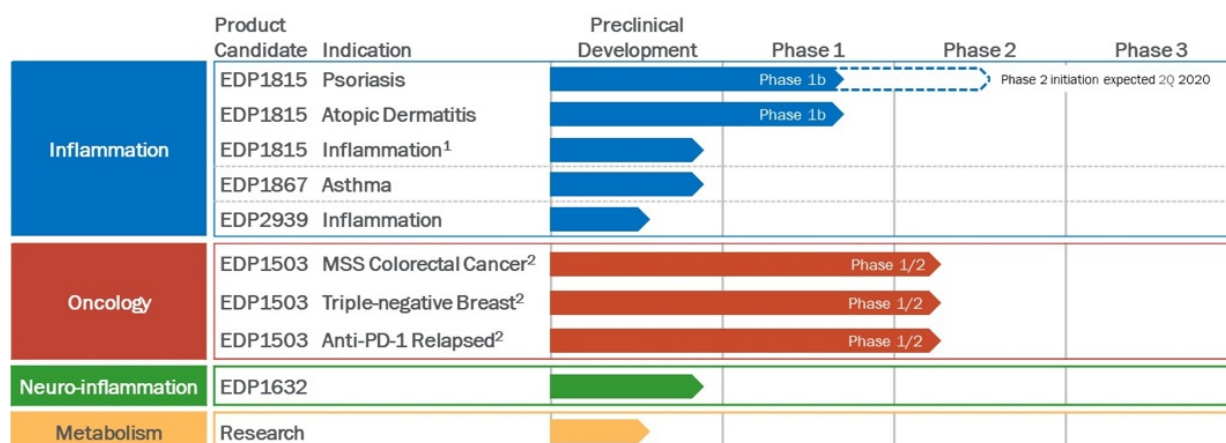 Product Candidate Indication Preclinical Development Phase 1 Phase 2 Phase 3
Inflammation
EDP1815 Psoriasis Phase 1b Phase 2 initiation expected 2Q 2020
EDP1815 Atopic Dermatitis Phase 1b
EDP1815 Inflammation¹
EDP1867 Asthma
EDP2939 Inflammation
Oncology
EDP1503 MSS Colorectal Cancer² Phase 1/2
EDP1503 Triple-negative Breast² Phase 1/2
EDP1503 Anti-PD-1 Relapsed² Phase 1/2
Neuro-inflammation EDP1632
Metabolism Research